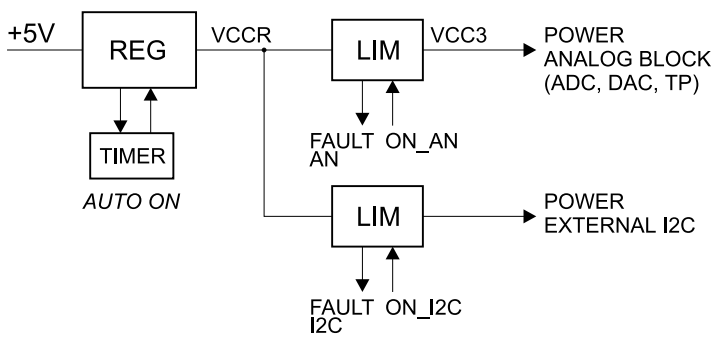 +5V
REG
VCCR
LIM
VCC3
POWER
ANALOG BLOCK
(ADC, DAC, TP)
TIMER
AUTO ON
FAULT ON_AN
AN
LIM
POWER
EXTERNAL I2C
FAULT ON_I2C
I2C